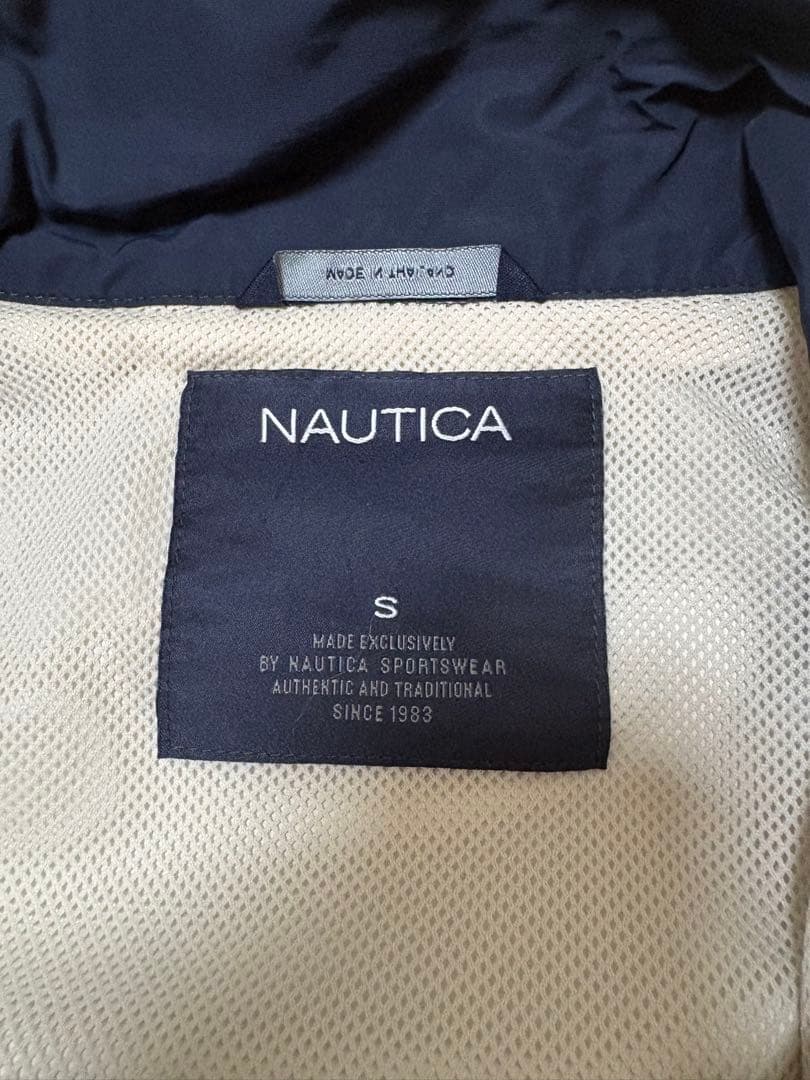 MADE IN THAILAND
NAUTICA
S
MADE EXCLUSIVELY
BY NAUTICA SPORTSWEAR
AUTHENTIC AND TRADITIONAL
SINCE 1983